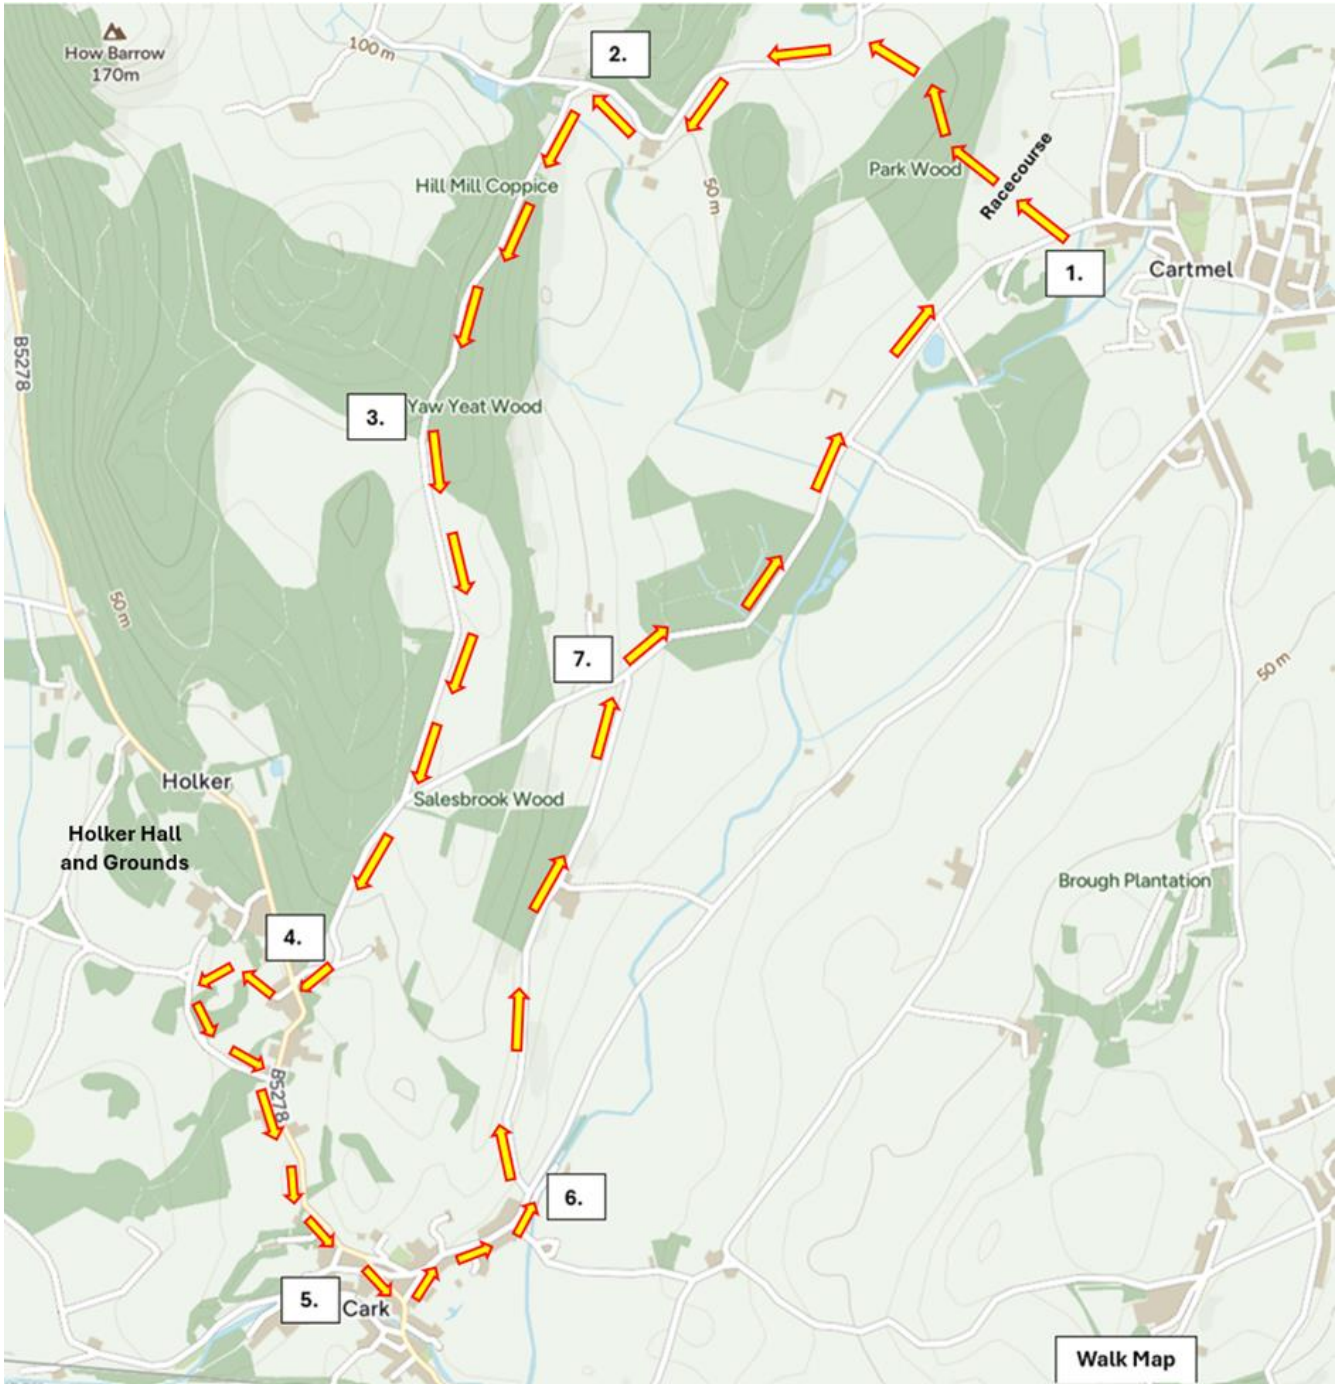 How Barrow
170m
100 m
2.
Park Wood
Racecourse
Hill Mill Coppice
50 m
1.
Cartmel
B5278
3.
Yaw Yeat Wood
50 m
7.
50 m
Holker
Salesbrook Wood
Holker Hall
and Grounds
Brough Plantation
4.
B5278
6.
5.
Cark
Walk Map